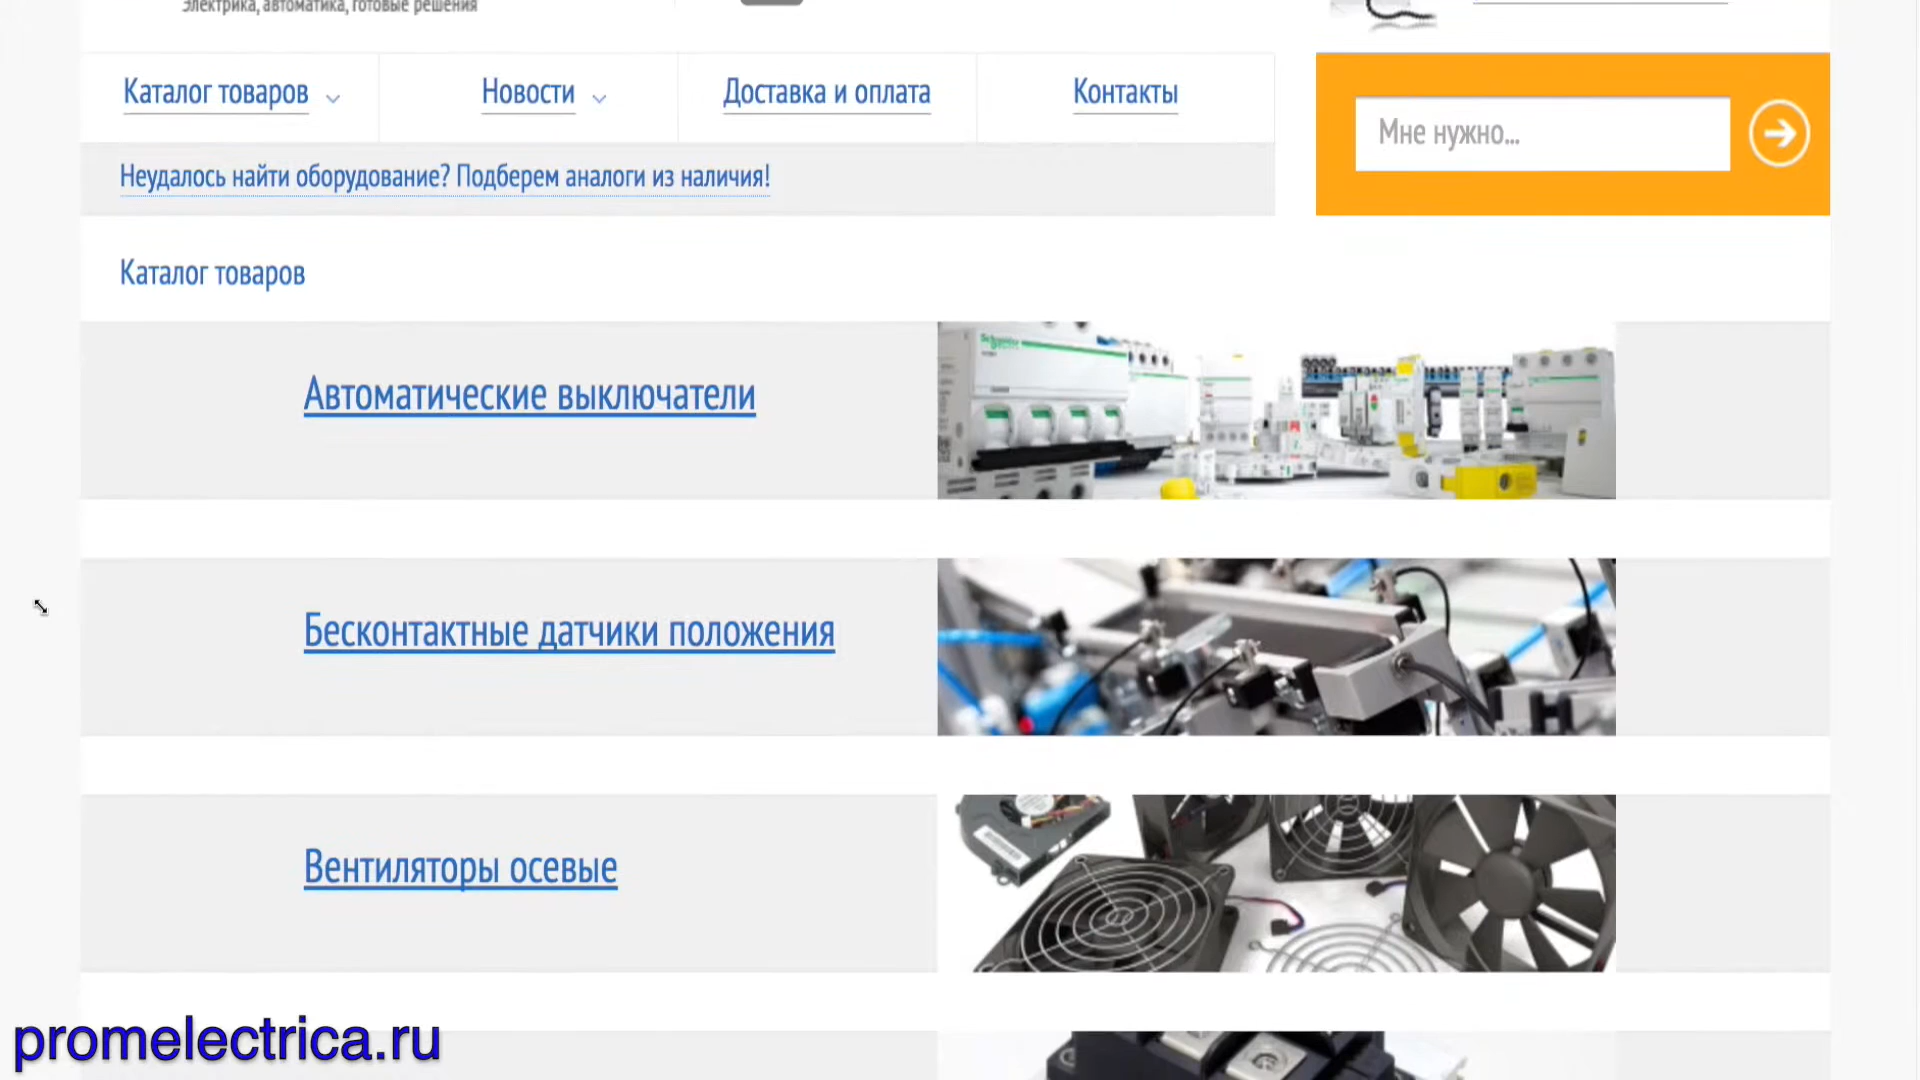 Электрика, автоматика, готовые решения
Каталог товаров
Новости
Доставка и оплата
Контакты
Мне нужно...
Неудалось найти оборудование? Подберем аналоги из наличия!
Каталог товаров
Автоматические выключатели
Schneider
Бесконтактные датчики положения
Вентиляторы осевые
promelectrica.ru